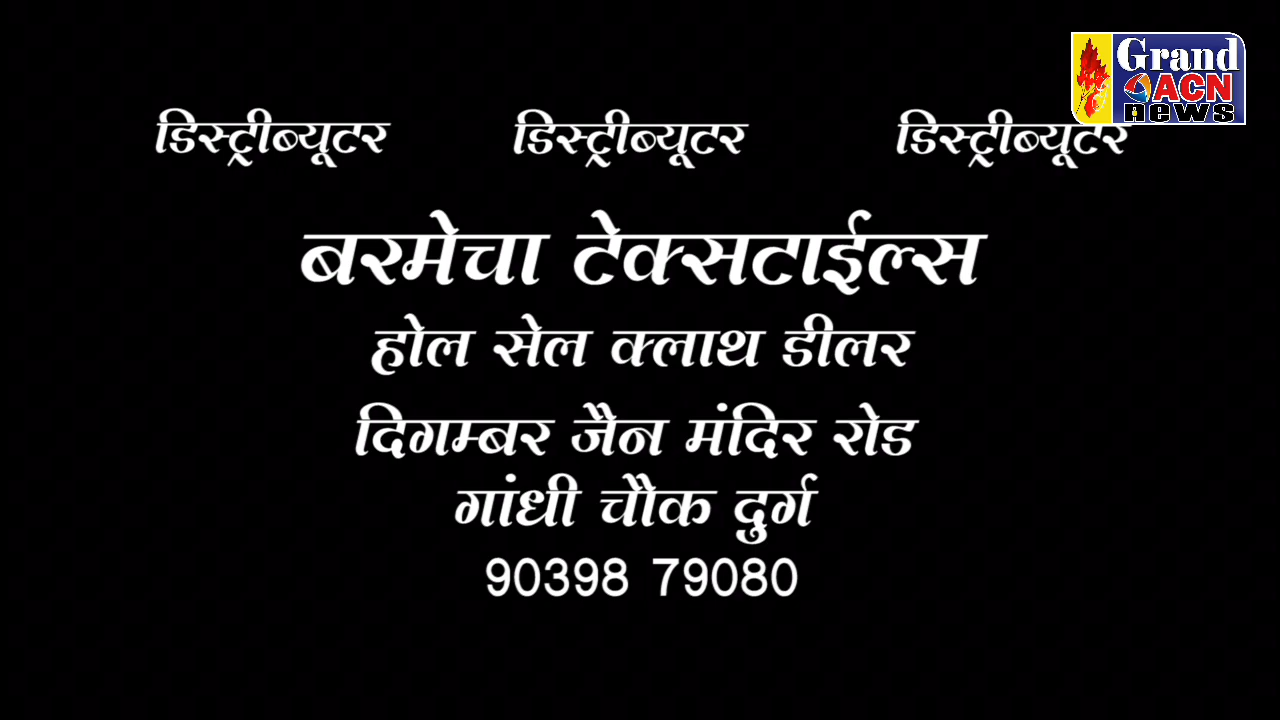 Grand
ACN
news
डिस्ट्रीब्यूटर डिस्ट्रीब्यूटर डिस्ट्रीब्यूटर
बरमेचा टेक्सटाईल्स
होल सेल क्लाथ डीलर
दिगम्बर जैन मंदिर रोड
गांधी चौक दुर्ग
90398 79080